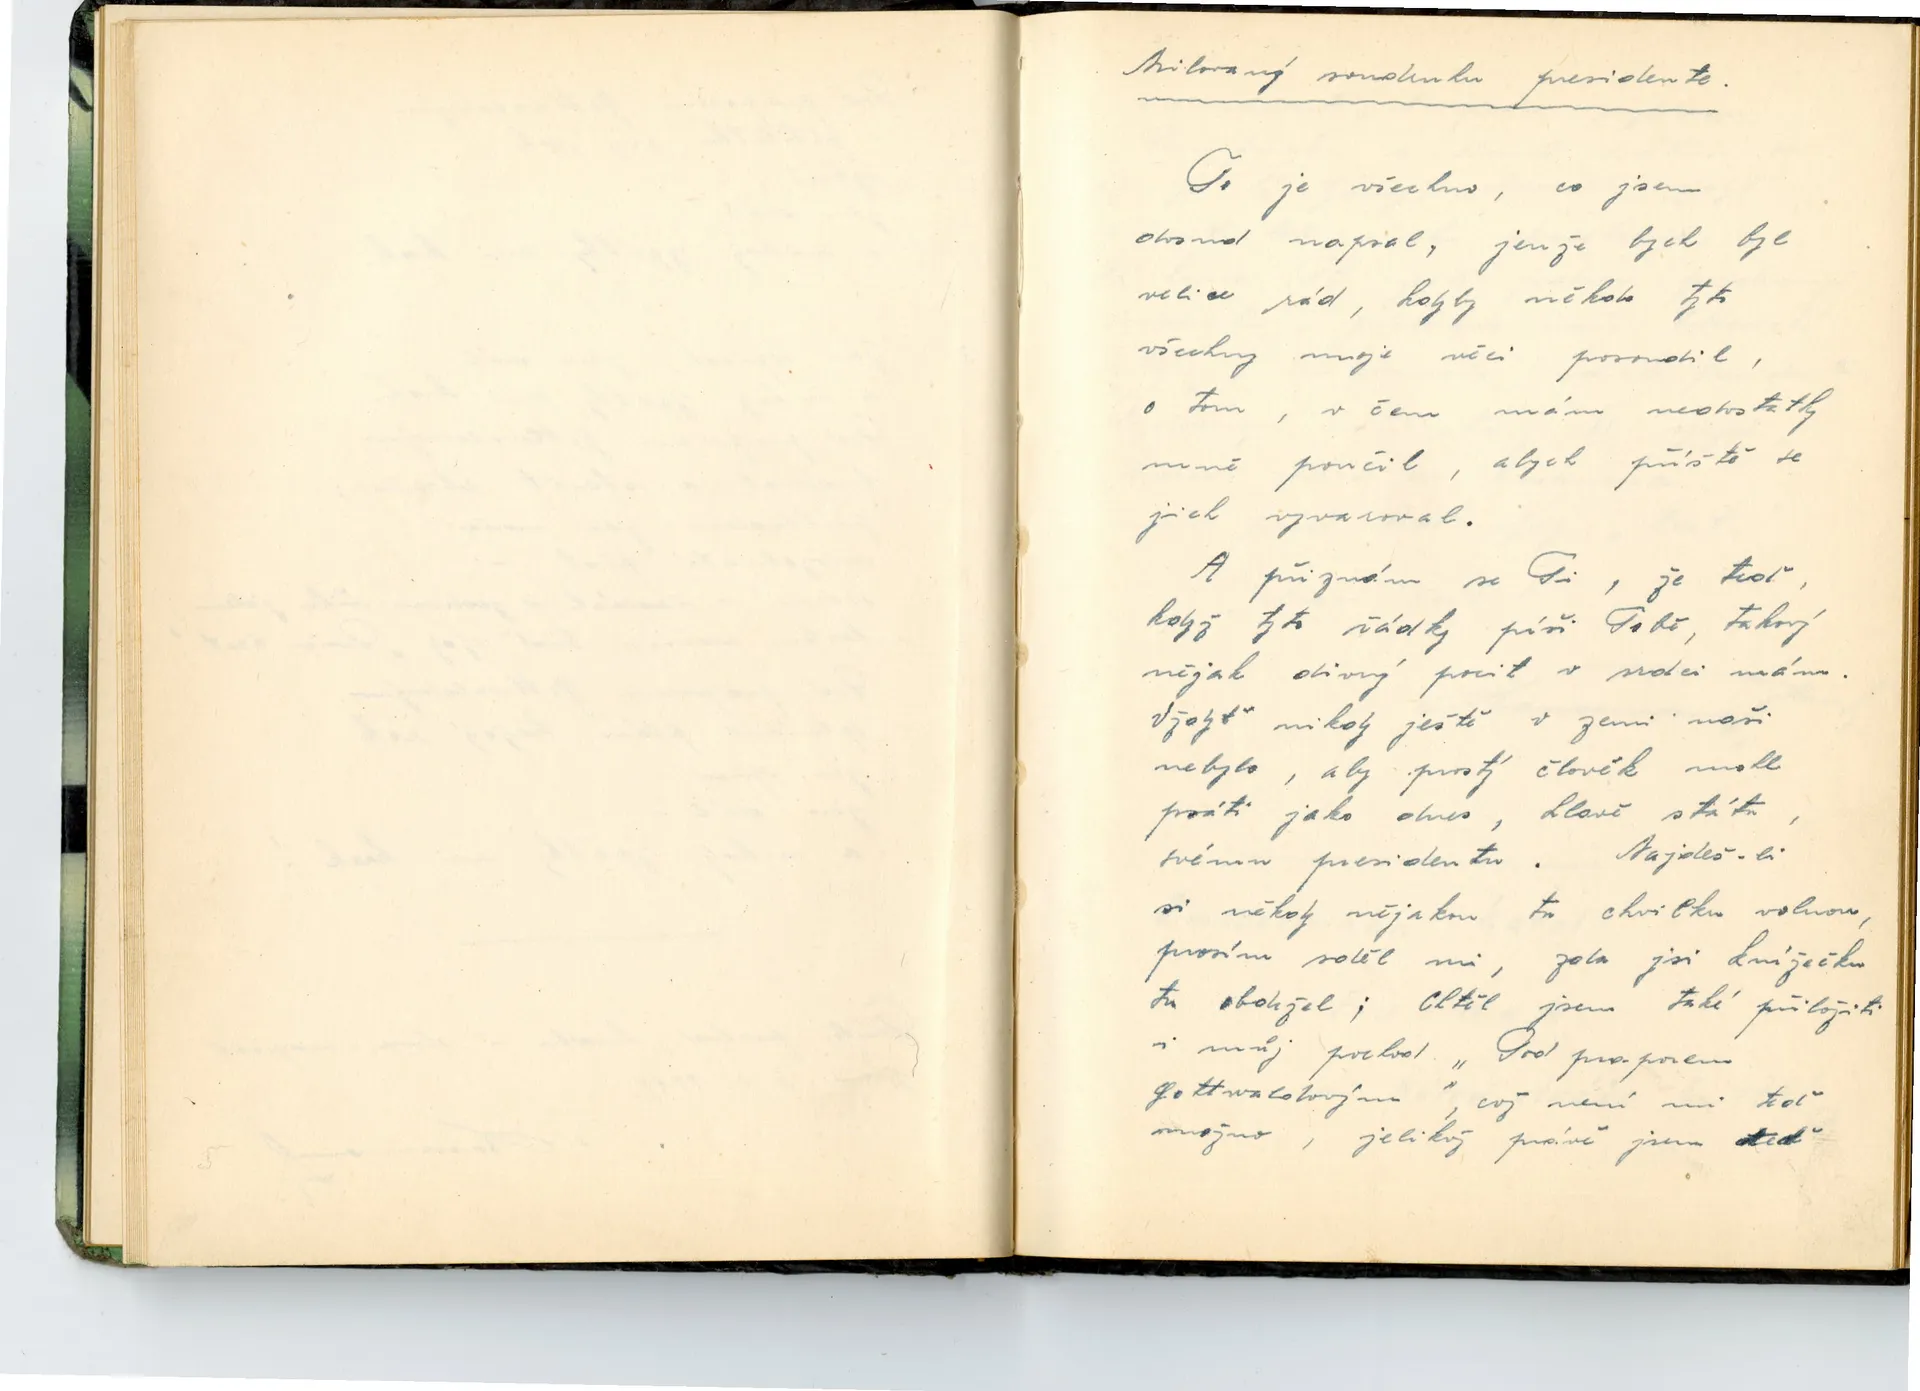 Milovaný soudruhu presidente.
To je všechno, co jsem
dosud napsal, jenže bych byl
velice rád, kdyby někdo tyto
všechny moje věci posoudil,
o tom, v čem mám nedostatky
mně poučil, abych příště se
jich vyvaroval.
A přiznám se Ti, že teď,
když tyto řádky píši Tobě, takový
nějak divný pocit v srdci mám.
Vždyť nikdy ještě v zemi naší
nebylo, aby prostý člověk mohl
psáti jako dnes, hlavě státu,
svému presidentu. Najdeš-li
si někdy nějakou tu chvilku volnou,
prosím sděl mi, zda jsi knížečku
tu obdržel; chtěl jsem také přiložiti
i můj pochod „Pod praporem
gottwaldovým", což není mi teď
možno, jelikož právě jsem teď